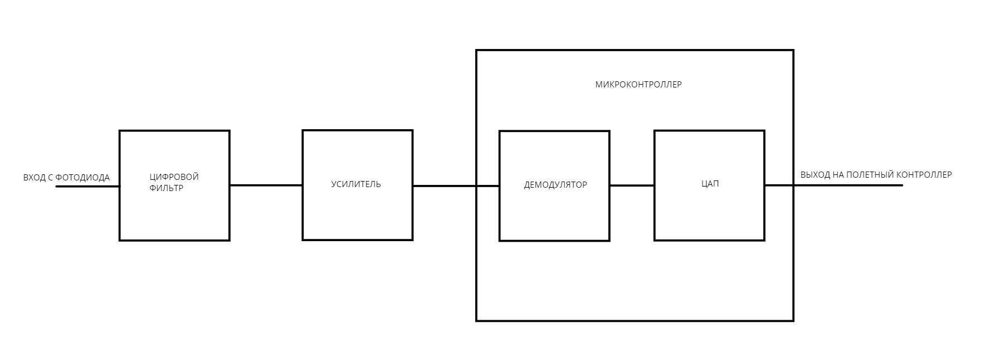 МИКРОКОНТРОЛЛЕР
ВХОД С ФОТОДИОДА
ЦИФРОВОЙ
ФИЛЬТР
УСИЛИТЕЛЬ
ДЕМОДУЛЯТОР
ЦАП
ВЫХОД НА ПОЛЕТНЫЙ КОНТРОЛЛЕР